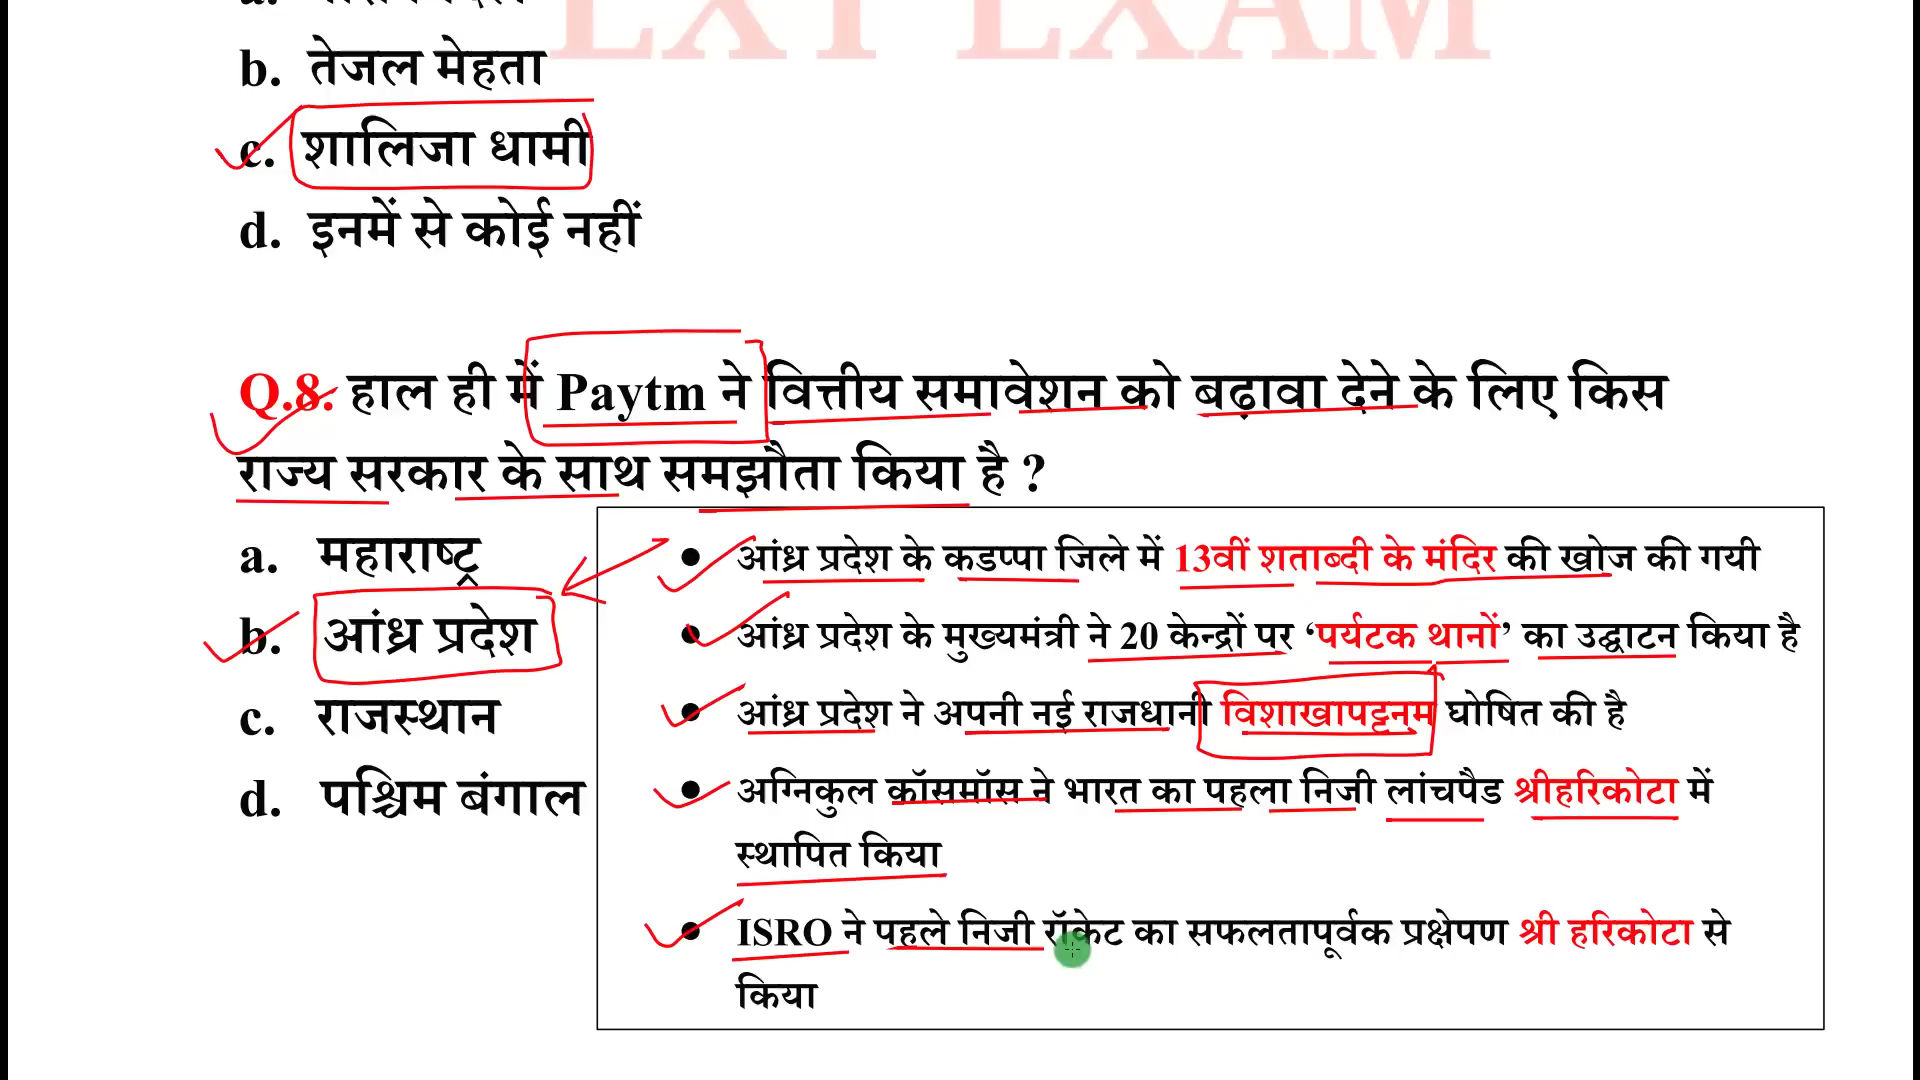 EXT EXAM
b. तेजल मेहता
c. शालिजा धामी
d. इनमें से कोई नहीं
Q.8. हाल ही में Paytm ने वित्तीय समावेशन को बढ़ावा देने के लिए किस
राज्य सरकार के साथ समझौता किया है ?
a. महाराष्ट्र
b. आंध्र प्रदेश
c. राजस्थान
d. पश्चिम बंगाल
• आंध्र प्रदेश के कडप्पा जिले में 13वीं शताब्दी के मंदिर की खोज की गयी
• आंध्र प्रदेश के मुख्यमंत्री ने 20 केन्द्रों पर ‘पर्यटक थानों’ का उद्घाटन किया है
• आंध्र प्रदेश ने अपनी नई राजधानी विशाखापट्टनम घोषित की है
• अग्निकुल कॉसमॉस ने भारत का पहला निजी लांचपैड श्रीहरिकोटा में
स्थापित किया
• ISRO ने पहले निजी रॉकेट का सफलतापूर्वक प्रक्षेपण श्री हरिकोटा से
किया